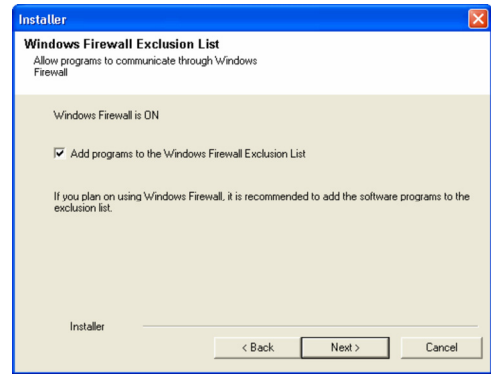 Installer
Windows Firewall Exclusion List
Allow programs to communicate through Windows
Firewall
Windows Firewall is ON
Add programs to the Windows Firewall Exclusion List
If you plan on using Windows Firewall, it is recommended to add the software programs to the
exclusion list.
Installer
< Back
Next >
Cancel